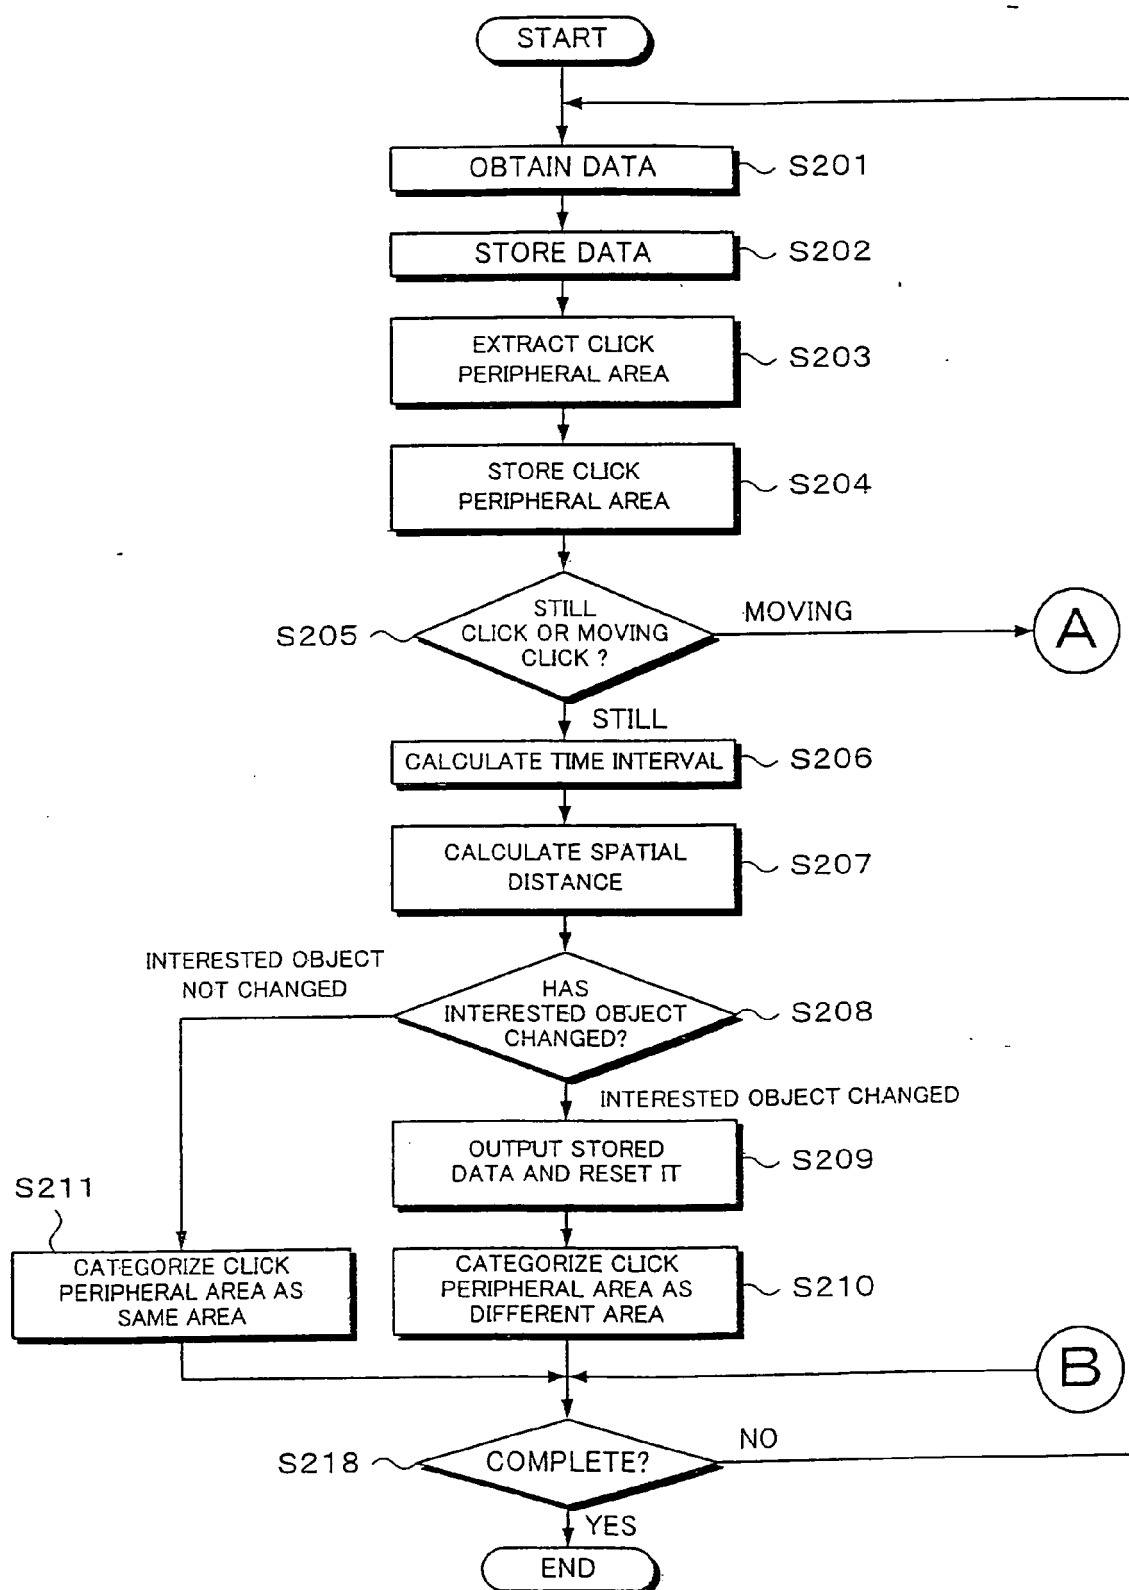 START
OBTAIN DATA
S201
STORE DATA
S202
EXTRACT CLICK
PERIPHERAL AREA
S203
STORE CLICK
PERIPHERAL AREA
S204
STILL
CLICK OR MOVING
CLICK ?
S205
MOVING
A
STILL
CALCULATE TIME INTERVAL
S206
CALCULATE SPATIAL
DISTANCE
S207
INTERESTED OBJECT
NOT CHANGED
HAS
INTERESTED OBJECT
CHANGED?
S208
INTERESTED OBJECT CHANGED
OUTPUT STORED
DATA AND RESET IT
S209
S211
CATEGORIZE CLICK
PERIPHERAL AREA AS
SAME AREA
CATEGORIZE CLICK
PERIPHERAL AREA AS
DIFFERENT AREA
S210
B
S218
COMPLETE?
NO
YES
END